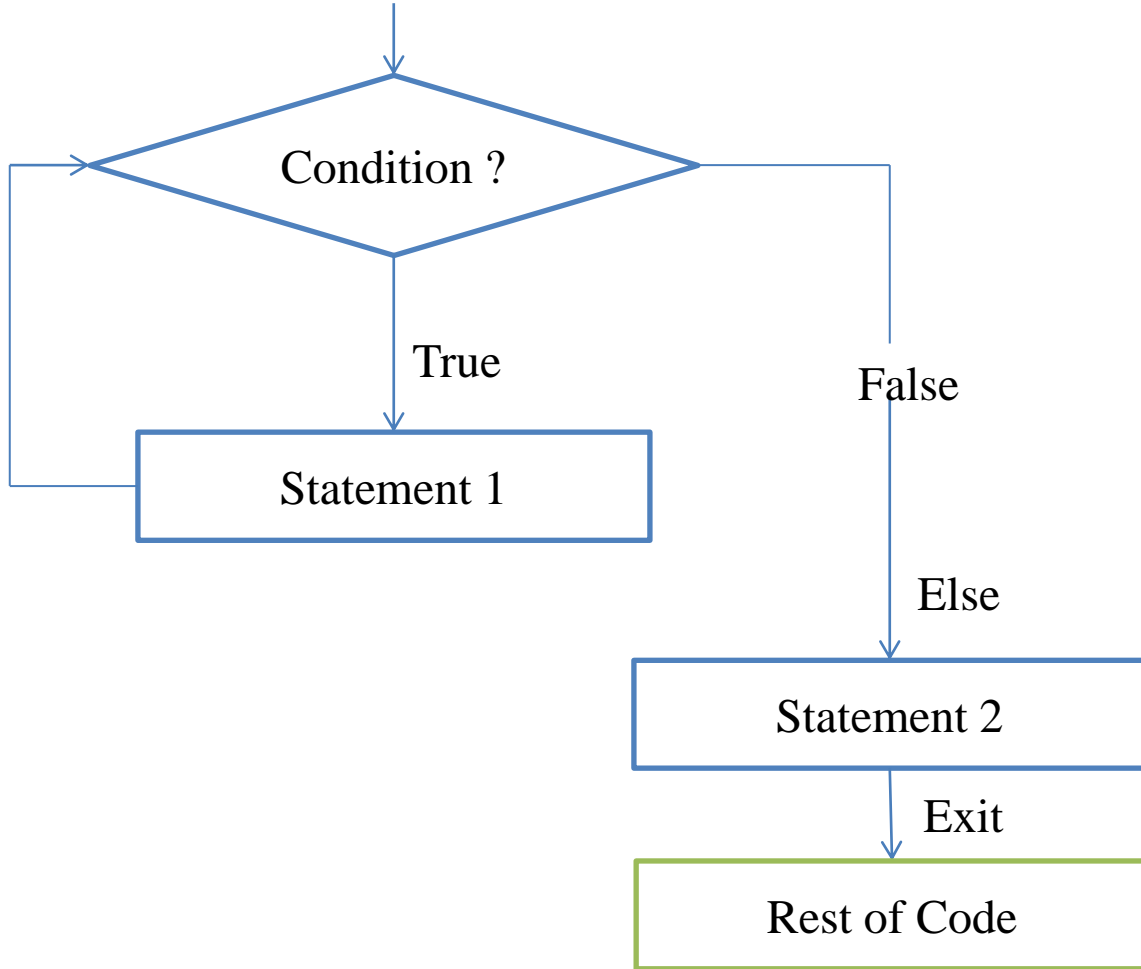 Condition ?
True
False
Statement 1
Else
Statement 2
Exit
Rest of Code